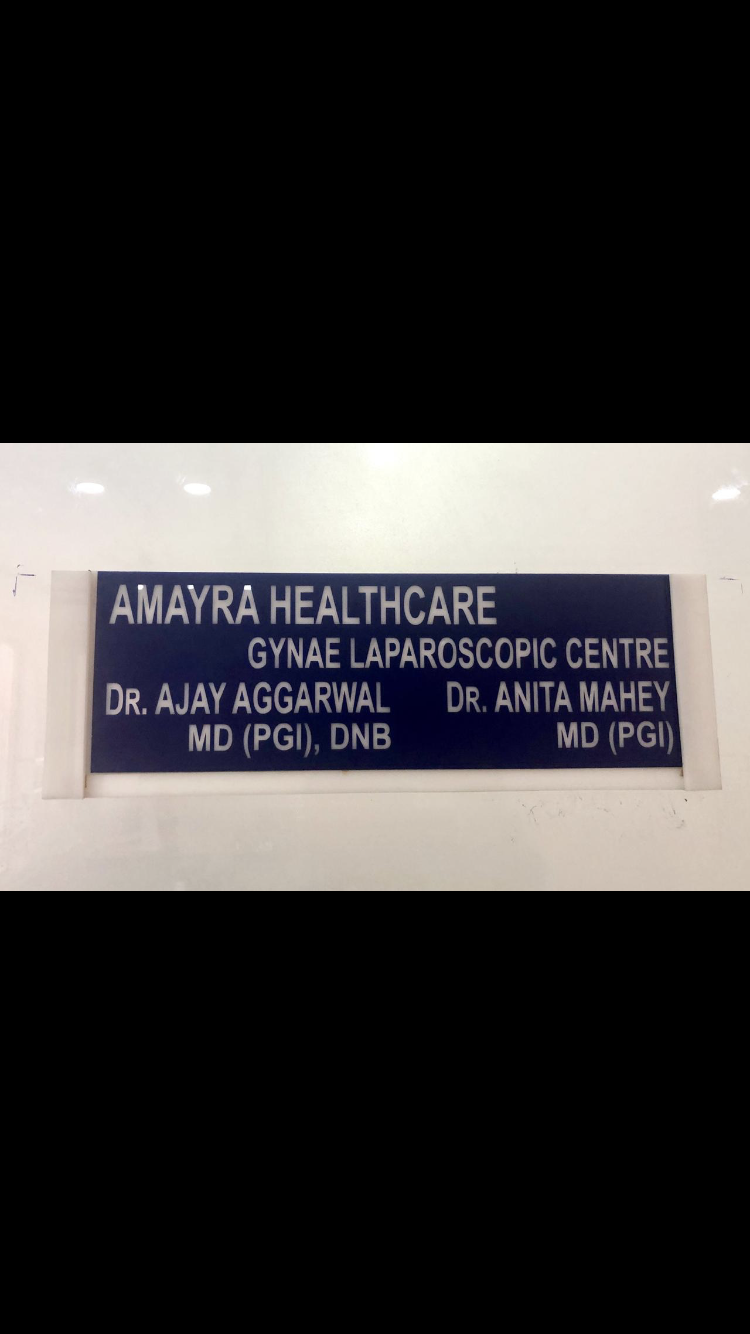 AMAYRA HEALTHCARE
GYNAE LAPAROSCOPIC CENTRE
DR. AJAY AGGARWAL DR. ANITA MAHEY
MD (PGI), DNB MD (PGI)